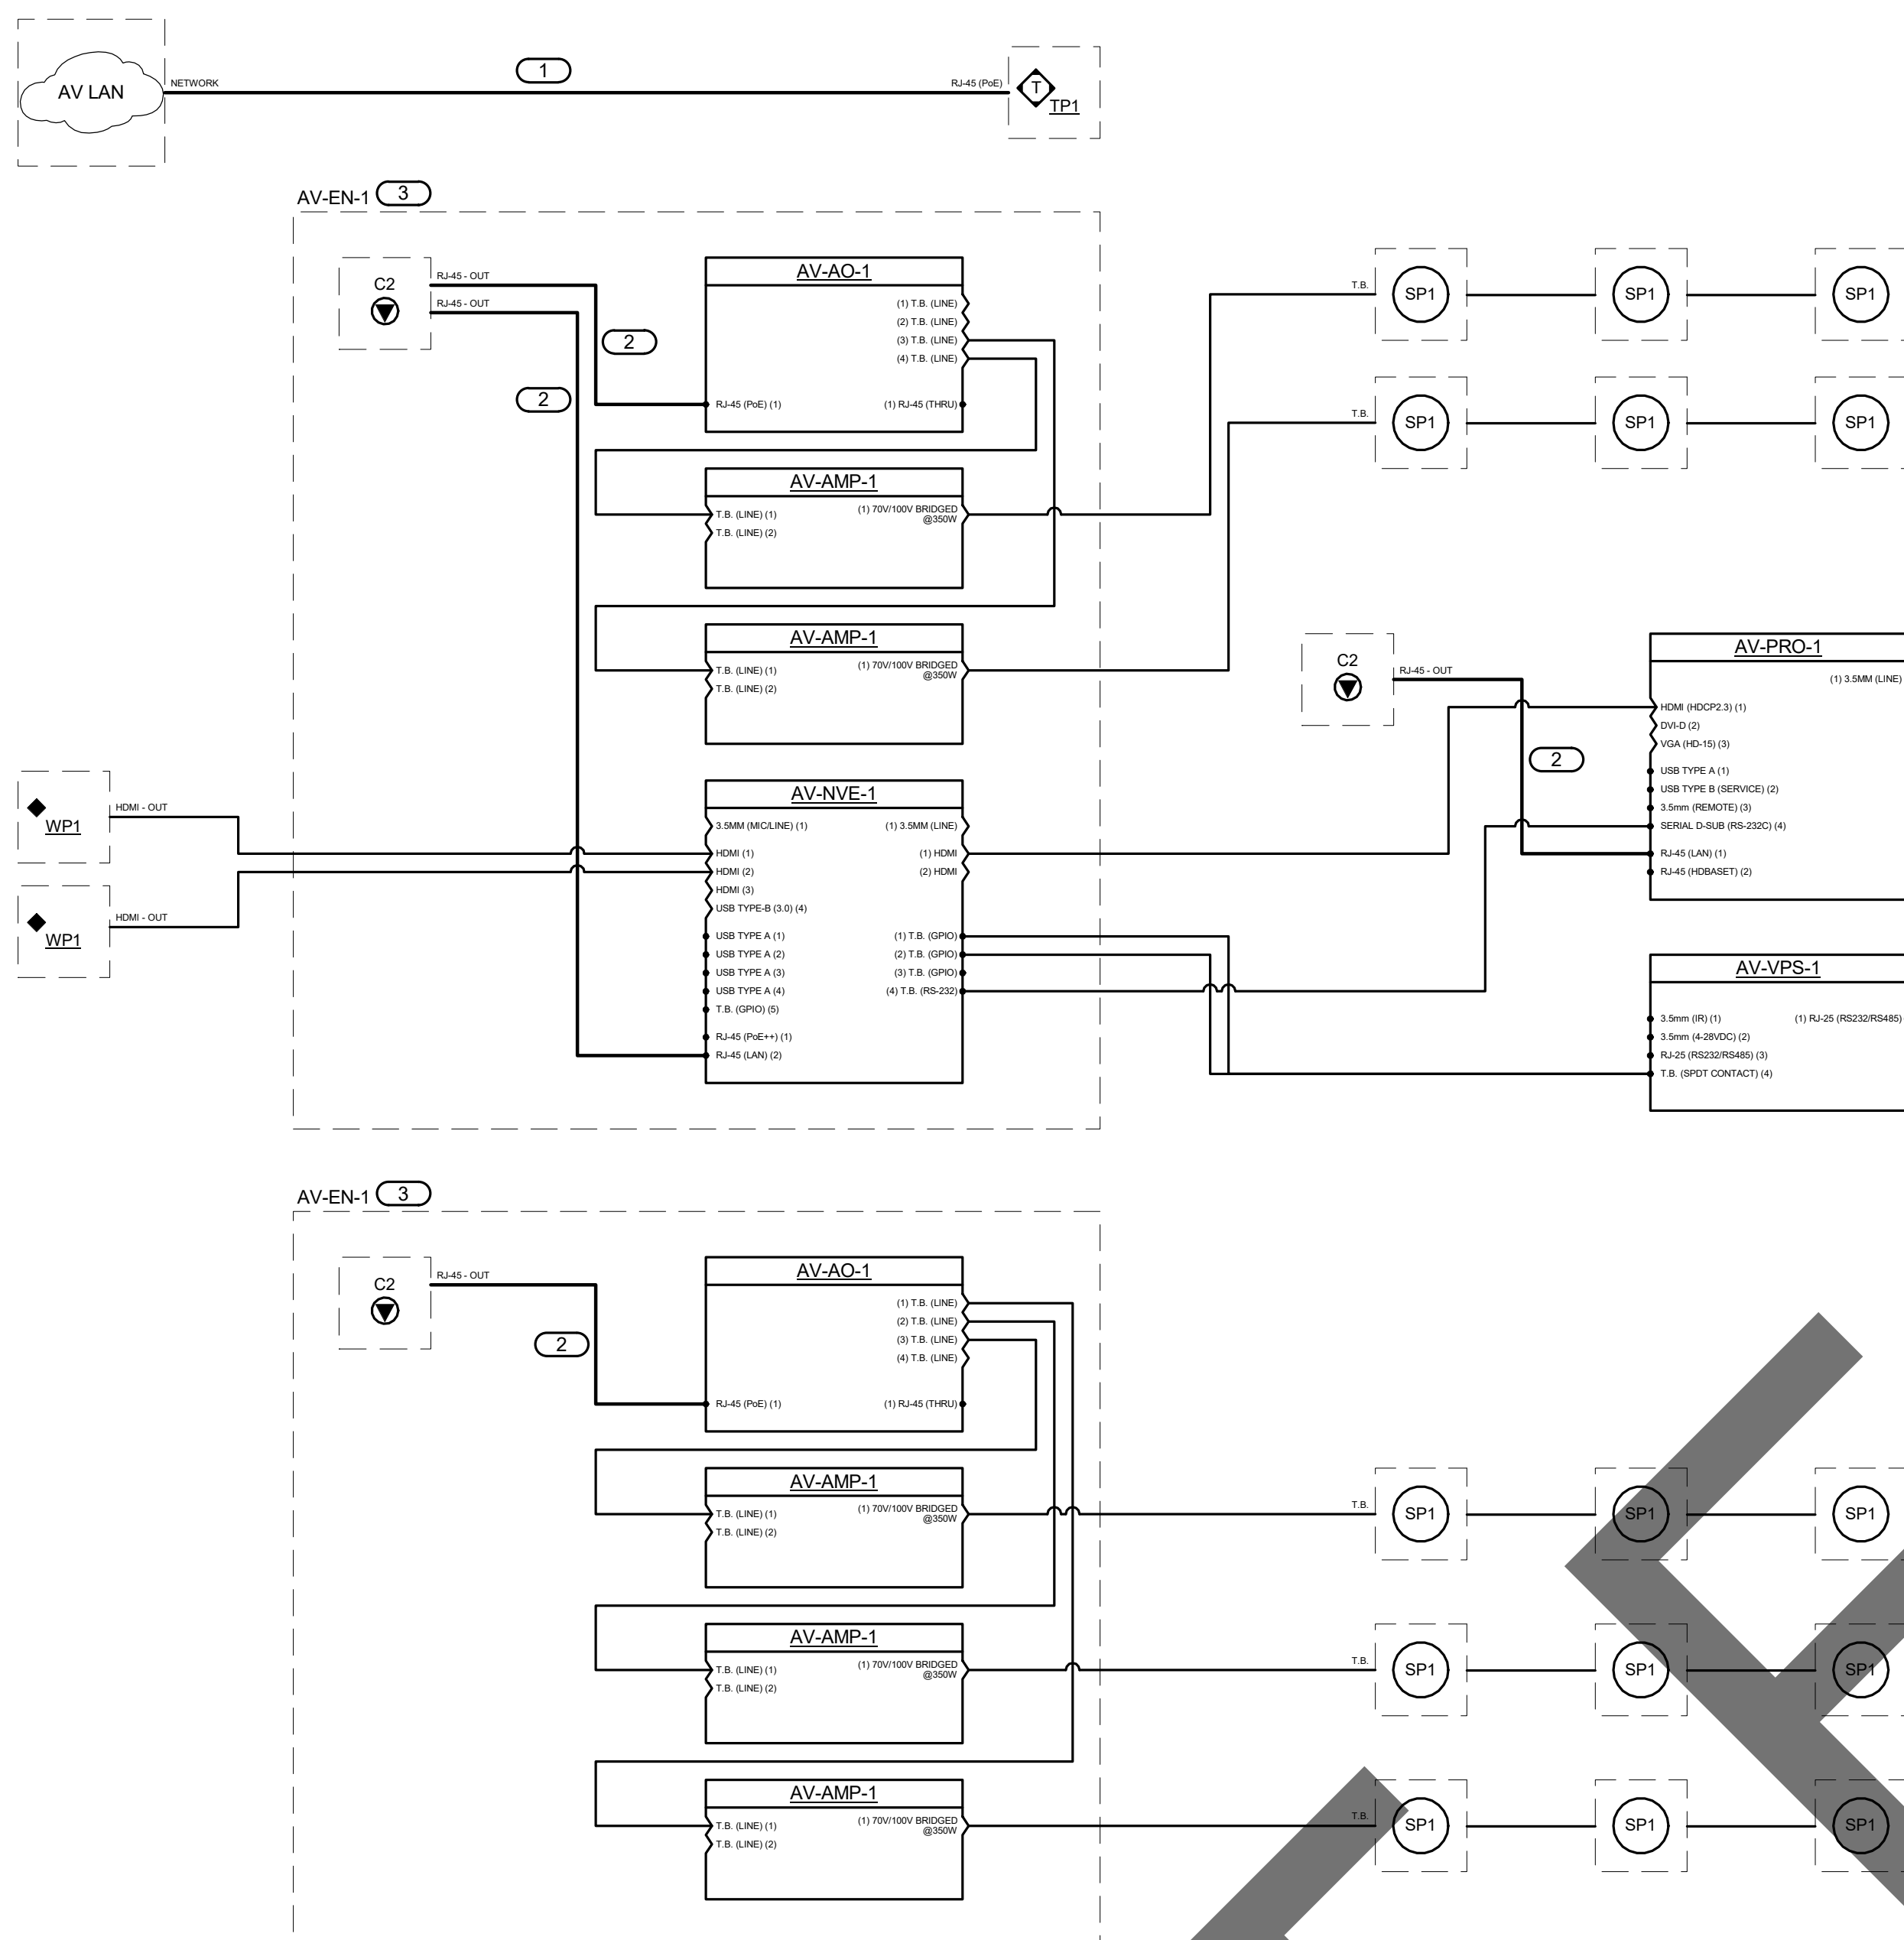 AV LAN
NETWORK
1
RJ-45 (PoE)
T
TP1
AV-EN-1
3
C2
RJ-45 - OUT
RJ-45 - OUT
2
2
AV-AO-1
(1) T.B. (LINE)
(2) T.B. (LINE)
(3) T.B. (LINE)
(4) T.B. (LINE)
RJ-45 (PoE) (1)
(1) RJ-45 (THRU)
T.B.
SP1
SP1
SP1
T.B.
SP1
SP1
SP1
AV-AMP-1
T.B. (LINE) (1)
T.B. (LINE) (2)
(1) 70V/100V BRIDGED
@350W
AV-AMP-1
T.B. (LINE) (1)
T.B. (LINE) (2)
(1) 70V/100V BRIDGED
@350W
C2
RJ-45 - OUT
2
AV-PRO-1
(1) 3.5MM (LINE)
HDMI (HDCP2.3) (1)
DVI-D (2)
VGA (HD-15) (3)
USB TYPE A (1)
USB TYPE B (SERVICE) (2)
3.5mm (REMOTE) (3)
SERIAL D-SUB (RS-232C) (4)
RJ-45 (LAN) (1)
RJ-45 (HDBASET) (2)
WP1
HDMI - OUT
WP1
HDMI - OUT
AV-NVE-1
3.5MM (MIC/LINE) (1)
HDMI (1)
HDMI (2)
HDMI (3)
USB TYPE-B (3.0) (4)
USB TYPE A (1)
USB TYPE A (2)
USB TYPE A (3)
USB TYPE A (4)
T.B. (GPIO) (5)
RJ-45 (PoE++) (1)
RJ-45 (LAN) (2)
(1) 3.5MM (LINE)
(1) HDMI
(2) HDMI
(1) T.B. (GPIO)
(2) T.B. (GPIO)
(3) T.B. (GPIO)
(4) T.B. (RS-232)
AV-VPS-1
3.5mm (IR) (1)
3.5mm (4-28VDC) (2)
RJ-25 (RS232/RS485) (3)
T.B. (SPDT CONTACT) (4)
(1) RJ-25 (RS232/RS485)
AV-EN-1
3
C2
RJ-45 - OUT
2
AV-AO-1
(1) T.B. (LINE)
(2) T.B. (LINE)
(3) T.B. (LINE)
(4) T.B. (LINE)
RJ-45 (PoE) (1)
(1) RJ-45 (THRU)
AV-AMP-1
T.B. (LINE) (1)
T.B. (LINE) (2)
(1) 70V/100V BRIDGED
@350W
T.B.
SP1
SP1
SP1
AV-AMP-1
T.B. (LINE) (1)
T.B. (LINE) (2)
(1) 70V/100V BRIDGED
@350W
T.B.
SP1
SP1
SP1
AV-AMP-1
T.B. (LINE) (1)
T.B. (LINE) (2)
(1) 70V/100V BRIDGED
@350W
T.B.
SP1
SP1
SP1